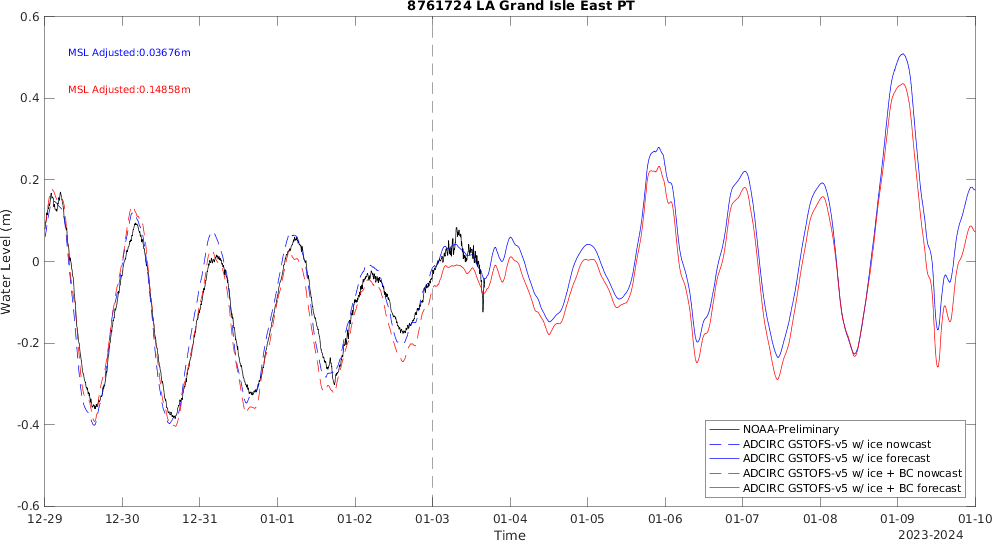 8761724 LA Grand Isle East PT
MSL Adjusted:0.03676m
MSL Adjusted:0.14858m
Water Level (m)
0.6
0.4
0.2
0
-0.2
-0.4
-0.6
NOAA-Preliminary
ADCIRC GSTOFS-v5 w/ ice nowcast
ADCIRC GSTOFS-v5 w/ ice forecast
ADCIRC GSTOFS-v5 w/ ice + BC nowcast
ADCIRC GSTOFS-v5 w/ ice + BC forecast
12-29 12-30 12-31 01-01 01-02 01-03 01-04 01-05 01-06 01-07 01-08 01-09 01-10
Time
2023-2024